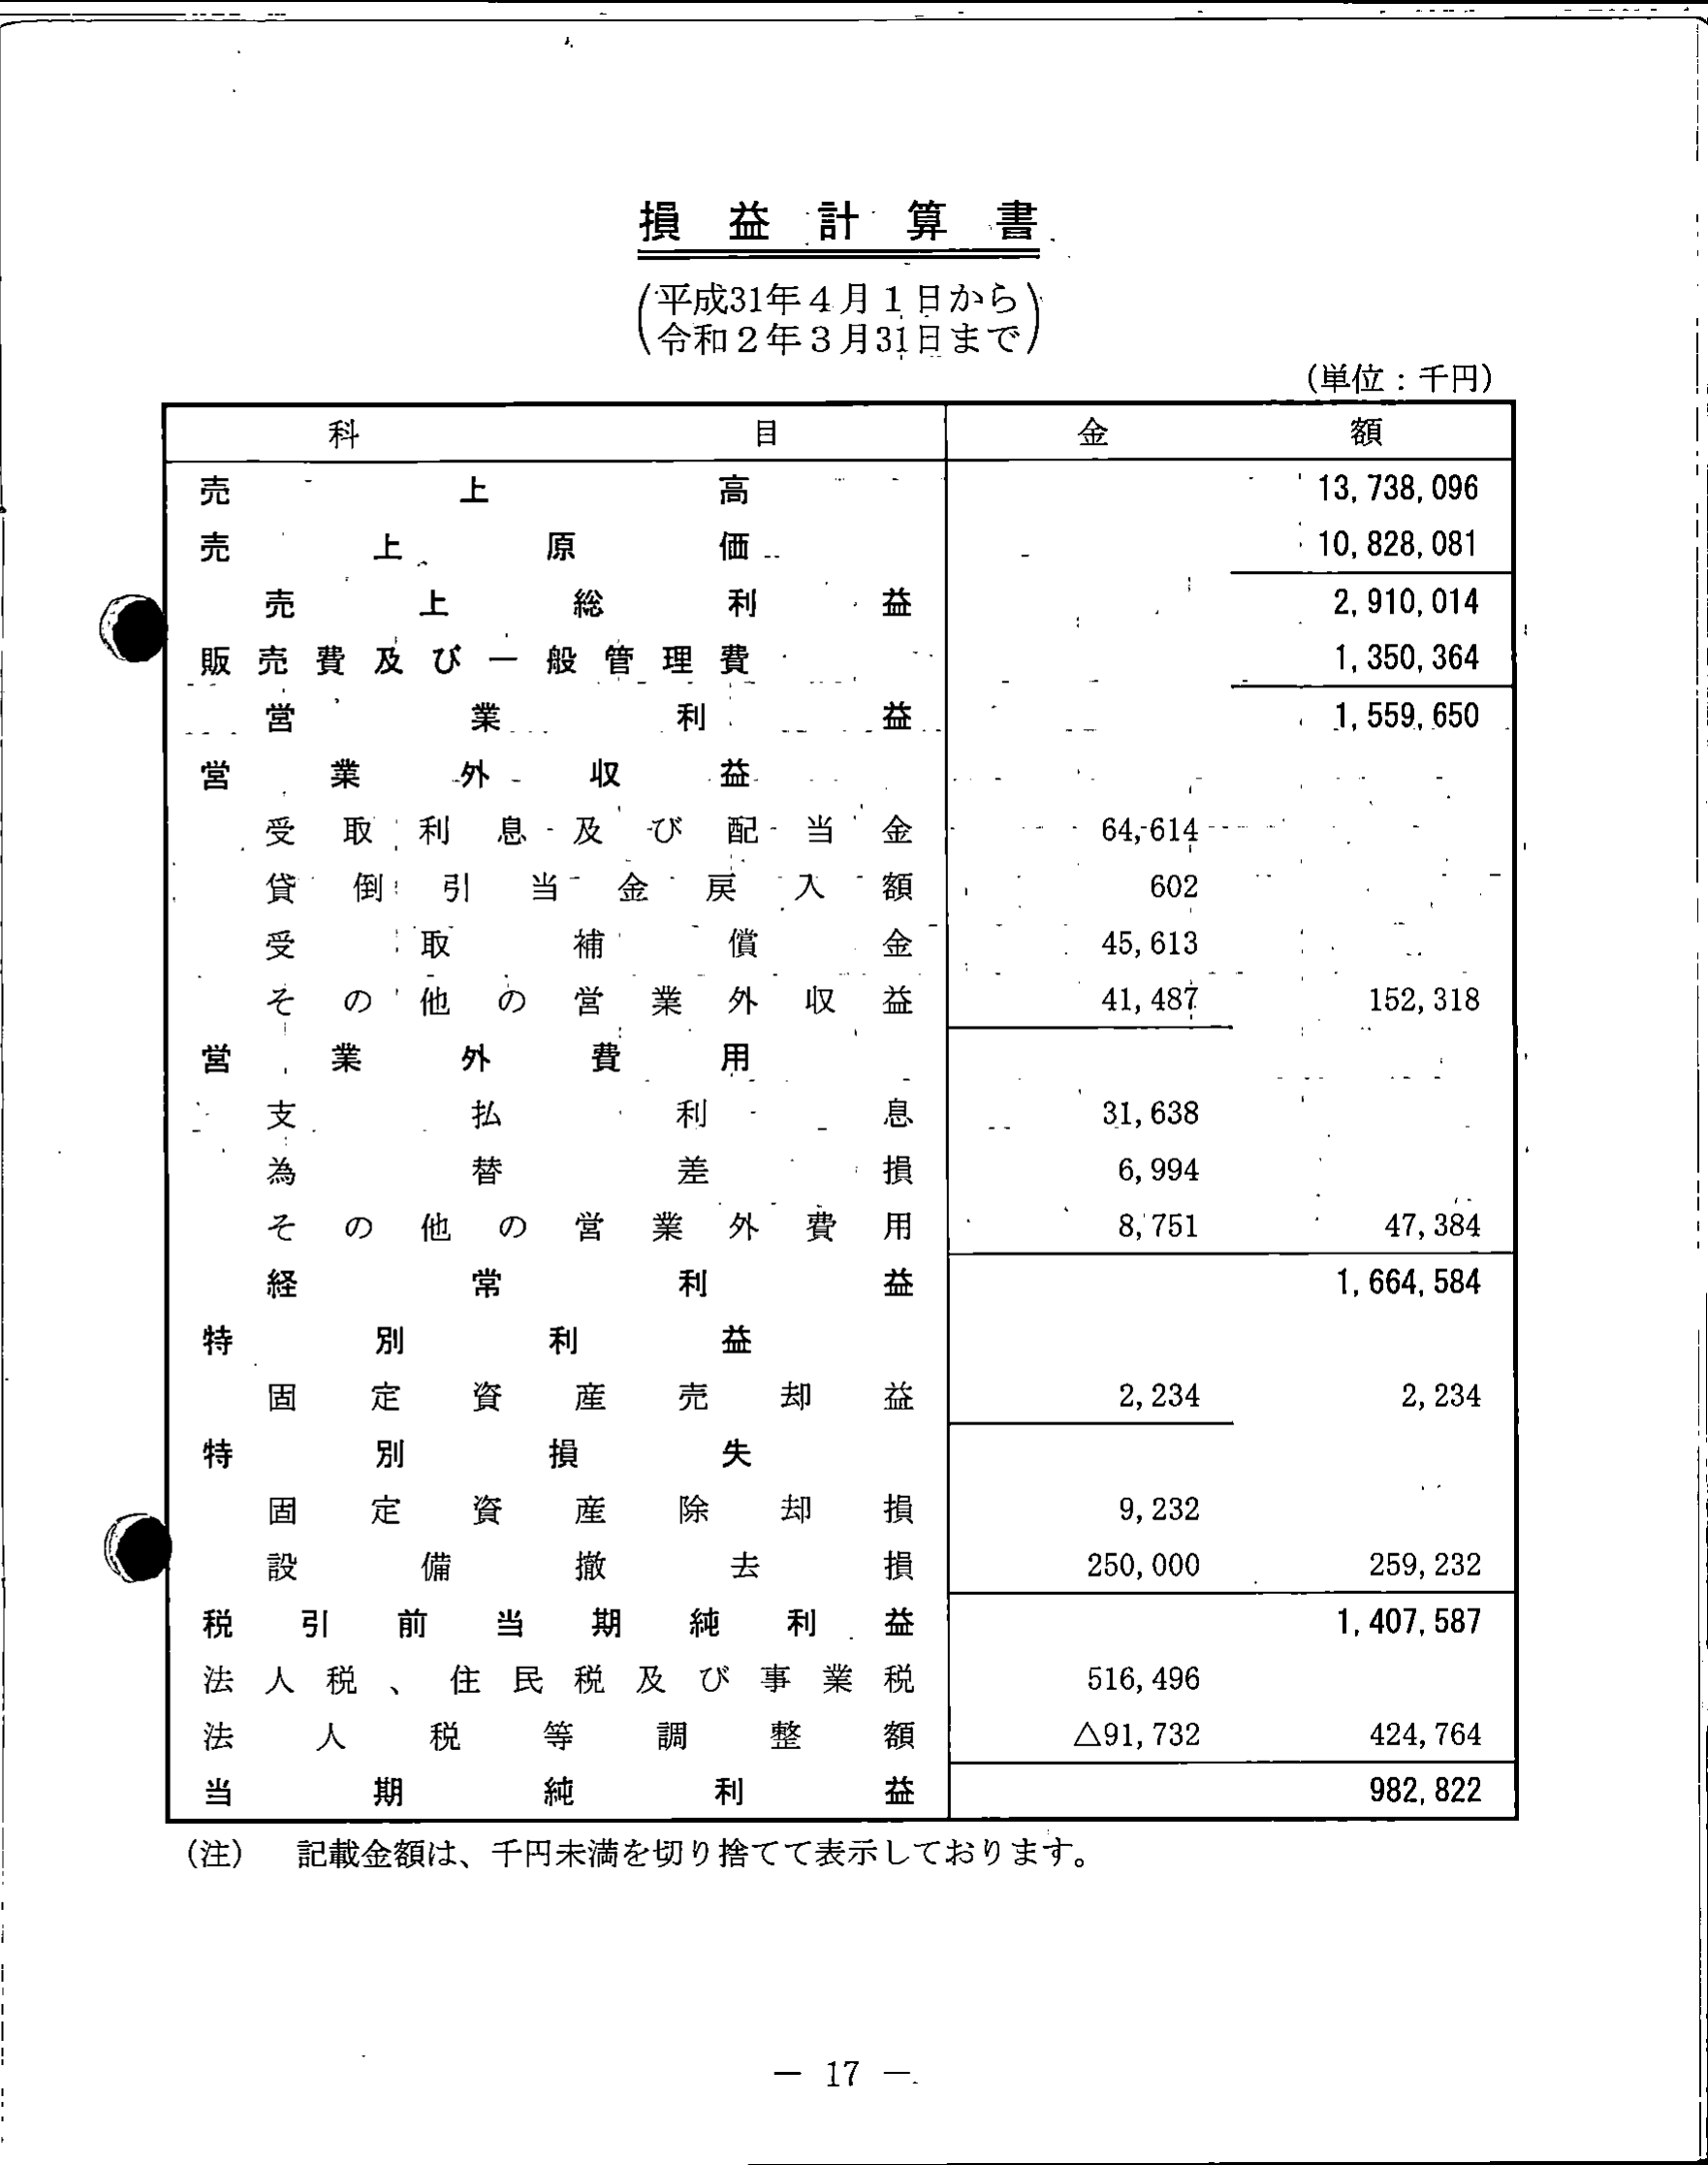 損益計算書
(平成31年4月1日から
令和2年3月31日まで)
(単位：千円)
科目 金額
売上高 13,738,096
売上原価 10,828,081
売上総利益 2,910,014
販売費及び一般管理費 1,350,364
営業利益 1,559,650
営業外収益
受取利息及び配当金 64,614
貸倒引当金戻入額 602
受取補償金 45,613
その他の営業外収益 41,487 152,318
営業外費用
支払利息 31,638
為替差損 6,994
その他の営業外費用 8,751 47,384
経常利益 1,664,584
特別利益
固定資産売却益 2,234 2,234
特別損失
固定資産除却損 9,232
設備撤去損 250,000 259,232
税引前当期純利益 1,407,587
法人税、住民税及び事業税 516,496
法人税等調整額 △91,732 424,764
当期純利益 982,822
(注) 記載金額は、千円未満を切り捨てて表示しております。
― 17 ―